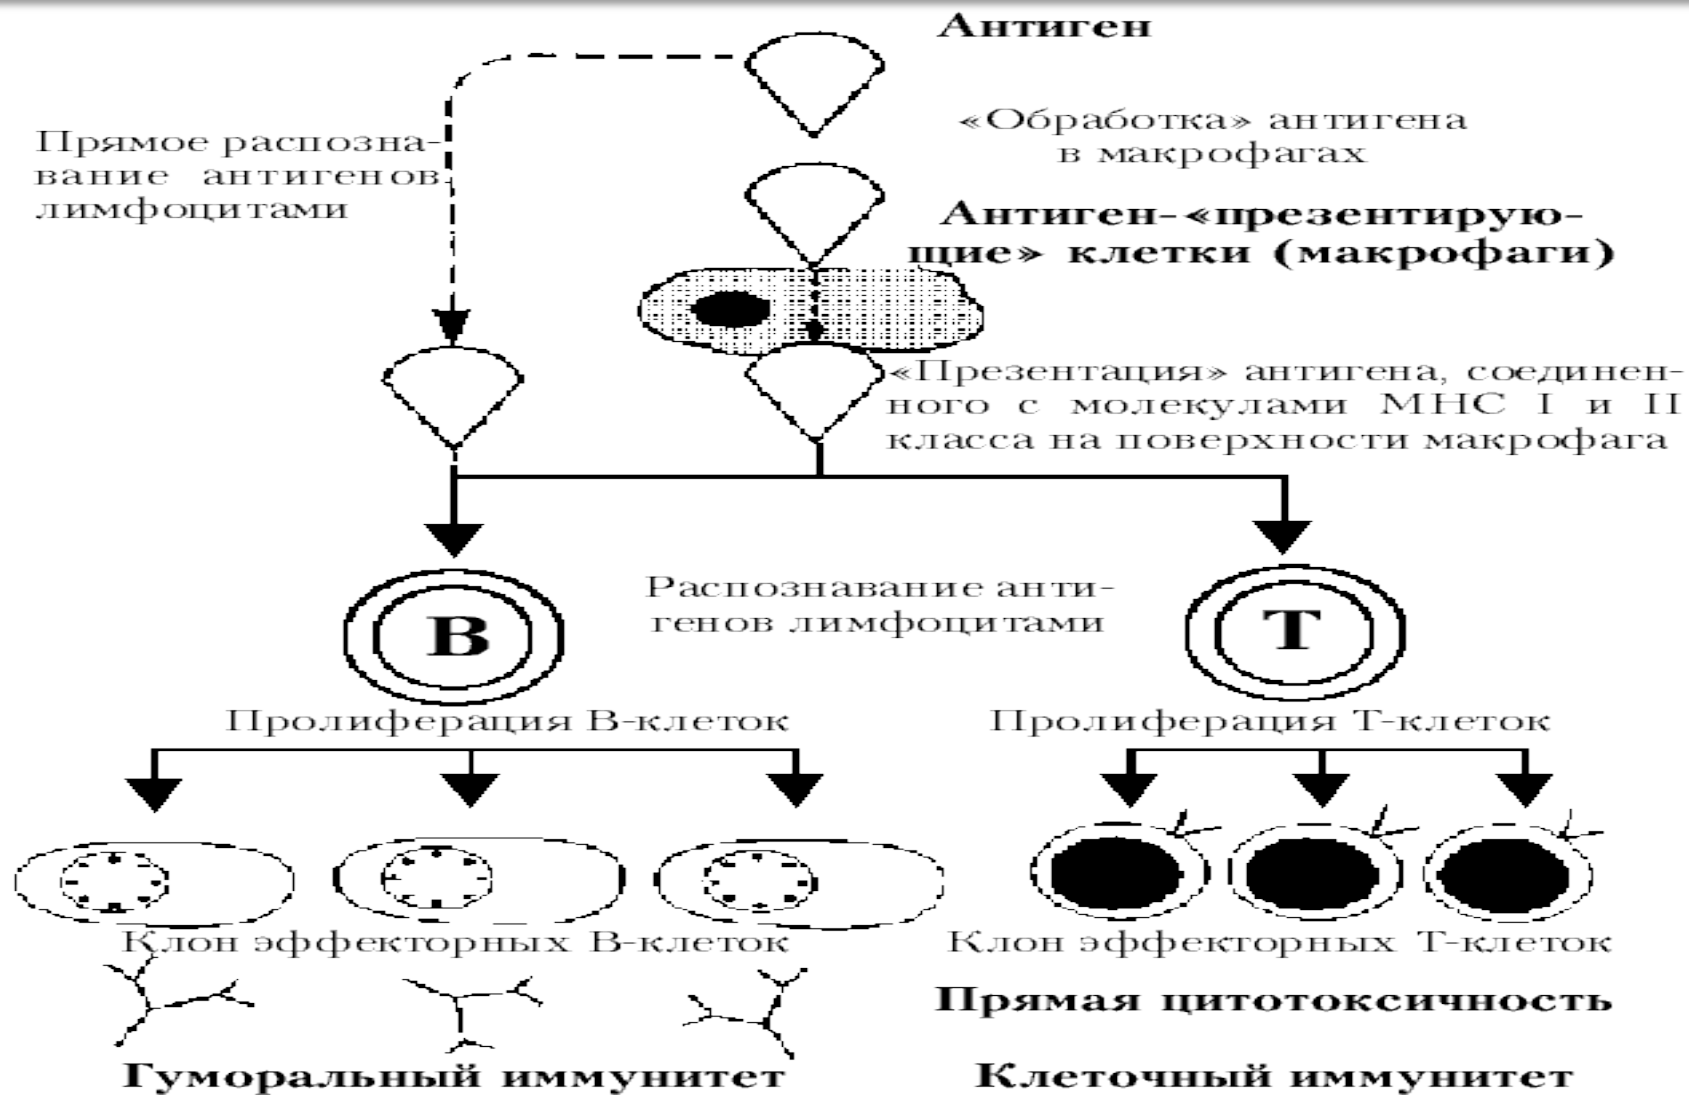 Антиген
«Обработка» антигена
в макрофагах
Прямое распозна-
вание антигенов
лимфоцитами
Антиген-«презентирую-
щие» клетки (макрофаги)
«Презентация» антигена, соединен-
ного с молекулами МНС I и II
класса на поверхности макрофага
Распознавание анти-
генов лимфоцитами
В
Т
Пролиферация В-клеток
Пролиферация Т-клеток
Клон эффекторных В-клеток
Клон эффекторных Т-клеток
Прямая цитотоксичность
Гуморальный иммунитет
Клеточный иммунитет